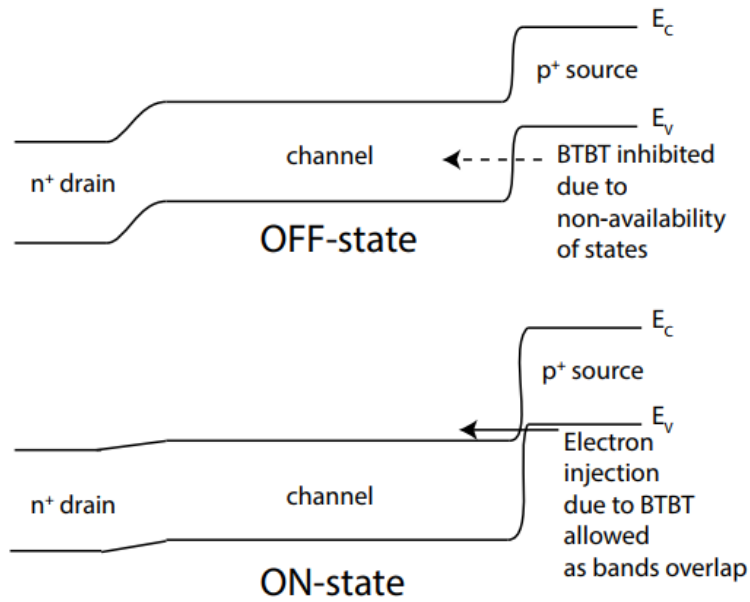 E_C
p⁺ source
E_V
channel
BTBT inhibited
due to
non-availability
of states
n⁺ drain
OFF-state
E_C
p⁺ source
E_V
Electron
injection
due to BTBT
allowed
as bands overlap
n⁺ drain
channel
ON-state